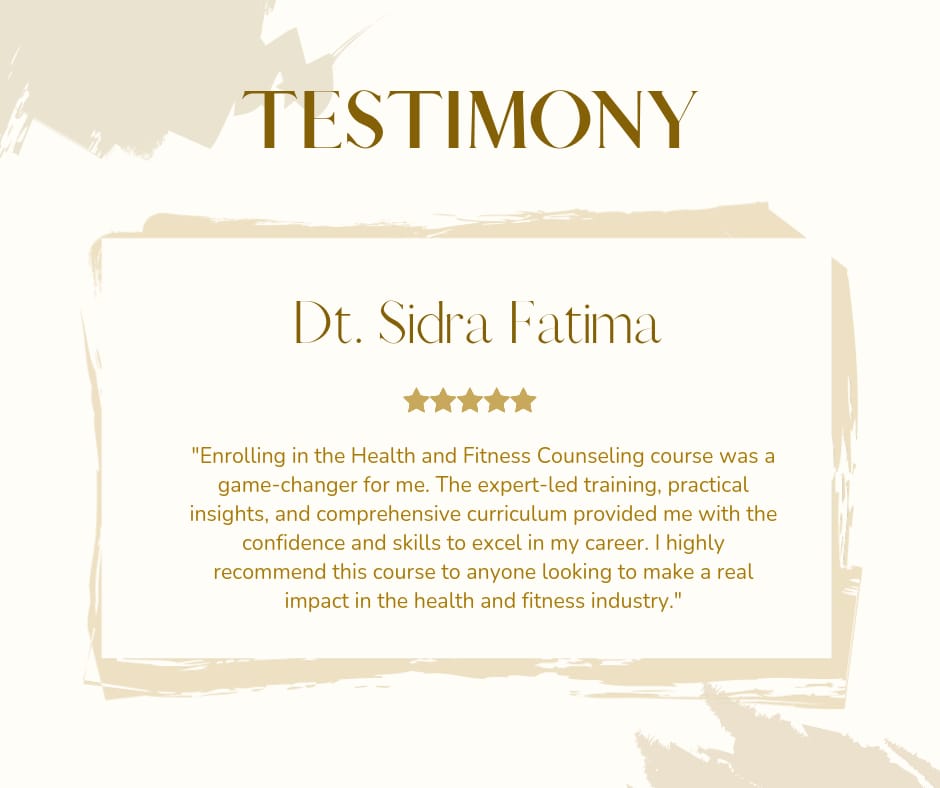 TESTIMONY
Dt. Sidra Fatima
"Enrolling in the Health and Fitness Counseling course was a
game-changer for me. The expert-led training, practical
insights, and comprehensive curriculum provided me with the
confidence and skills to excel in my career. I highly
recommend this course to anyone looking to make a real
impact in the health and fitness industry."